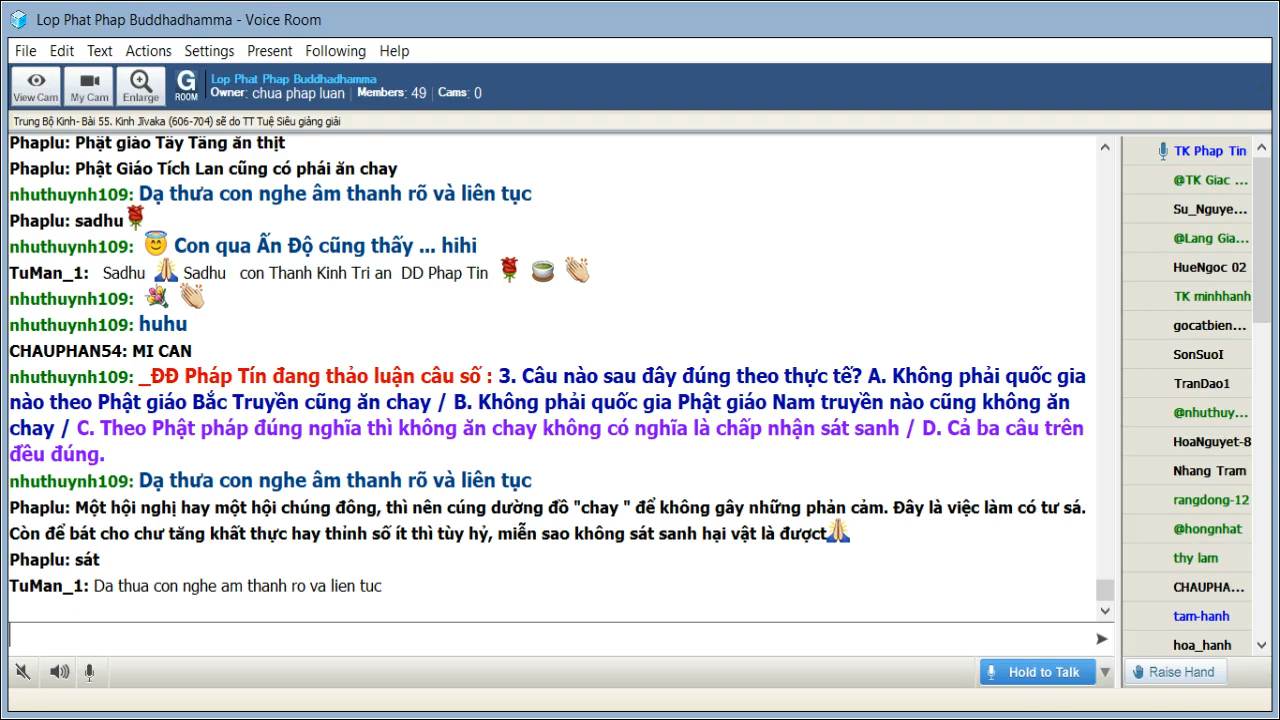 Lop Phat Phap Buddhadhamma - Voice Room
File Edit Text Actions Settings Present Following Help
View Cam My Cam Enlarge G ROOM
Lop Phat Phap Buddhadhamma
Owner: chua phap luan | Members: 49 | Cams: 0
Trung Bộ Kinh- Bài 55. Kinh Jīvaka (606-704) sẽ do TT Tuệ Siêu giảng giải
Phaplu: Phật giào Tây Tăng ăn thịt
Phaplu: Phật Giáo Tích Lan cũng có phái ăn chay
nhuthuynh109: Dạ thưa con nghe âm thanh rõ và liên tục
Phaplu: sadhu
nhuthuynh109: Con qua Ấn Độ cũng thấy ... hihi
TuMan_1: Sadhu Sadhu con Thanh Kinh Tri an DD Phap Tin
nhuthuynh109:
nhuthuynh109: huhu
CHAUPHAN54: MI CAN
nhuthuynh109: _ĐĐ Pháp Tín đang thảo luận câu số : 3. Câu nào sau đây đúng theo thực tế? A. Không phải quốc gia
nào theo Phật giáo Bắc Truyền cũng ăn chay / B. Không phải quốc gia Phật giáo Nam truyền nào cũng không ăn
chay / C. Theo Phật pháp đúng nghĩa thì không ăn chay không có nghĩa là chấp nhận sát sanh / D. Cả ba câu trên
đều đúng.
nhuthuynh109: Dạ thưa con nghe âm thanh rõ và liên tục
Phaplu: Một hội nghị hay một hội chúng đông, thì nên cúng dường đồ "chay " để không gây những phản cảm. Đây là việc làm có tư sá.
Còn để bát cho chư tăng khất thực hay thỉnh số ít thì tùy hỷ, miễn sao không sát sanh hại vật là đượct
Phaplu: sát
TuMan_1: Da thua con nghe am thanh ro va lien tuc
TK Phap Tin
@TK Giac ...
Su_Nguye...
@Lang Gia...
HueNgoc 02
TK minhhanh
gocatbien...
SonSuoI
TranDao1
@nhuthuy...
HoaNguyet-8
Nhang Tram
rangdong-12
@hongnhat
thy lam
CHAUPHA...
tam-hanh
hoa_hanh
Hold to Talk
Raise Hand